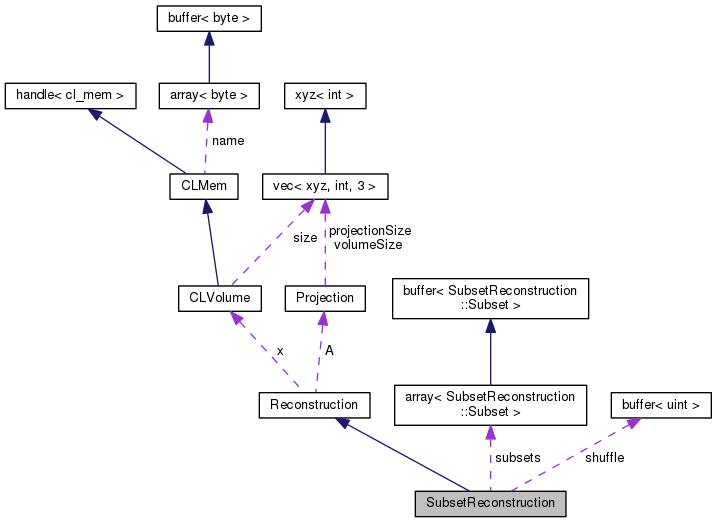 buffer< byte >
handle< cl_mem >
array< byte >
xyz< int >
name
CLMem
vec< xyz, int, 3 >
size
projectionSize
volumeSize
CLVolume
Projection
buffer< SubsetReconstruction
::Subset >
x
A
Reconstruction
array< SubsetReconstruction
::Subset >
buffer< uint >
subsets
shuffle
SubsetReconstruction